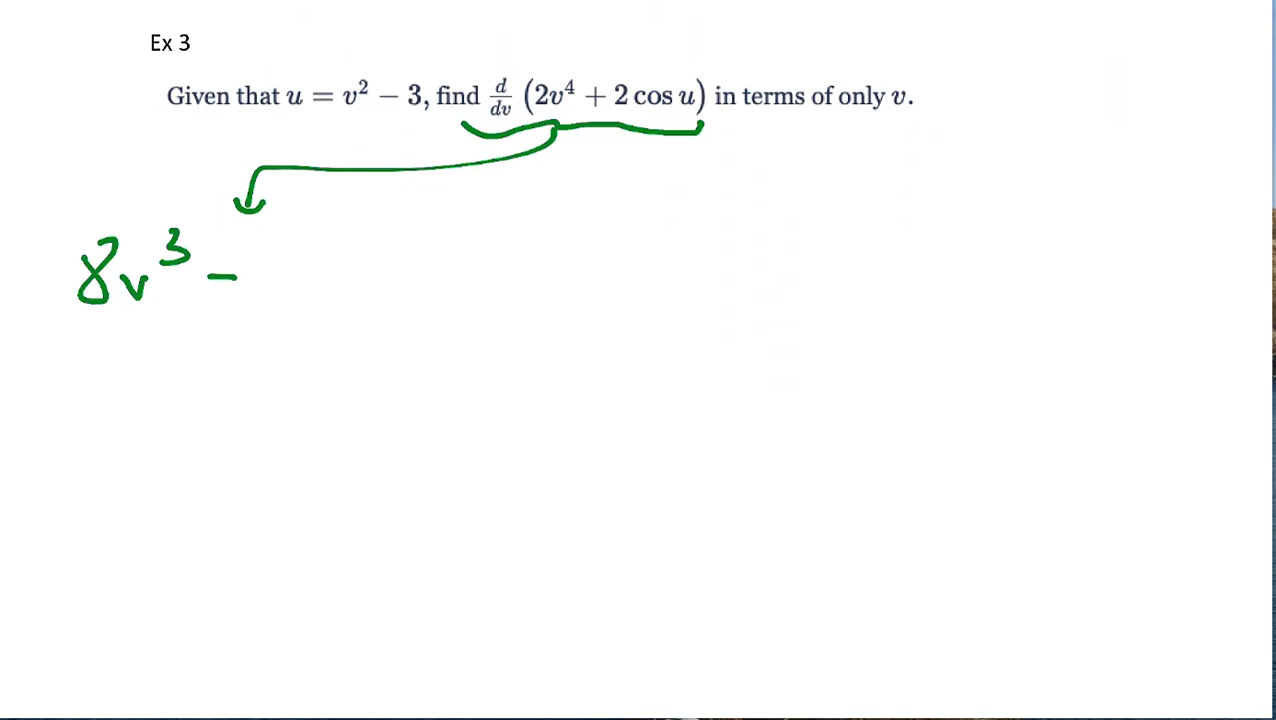 Ex 3
Given that u = v² − 3, find d/dv (2v⁴ + 2 cos u) in terms of only v.
8v³ −